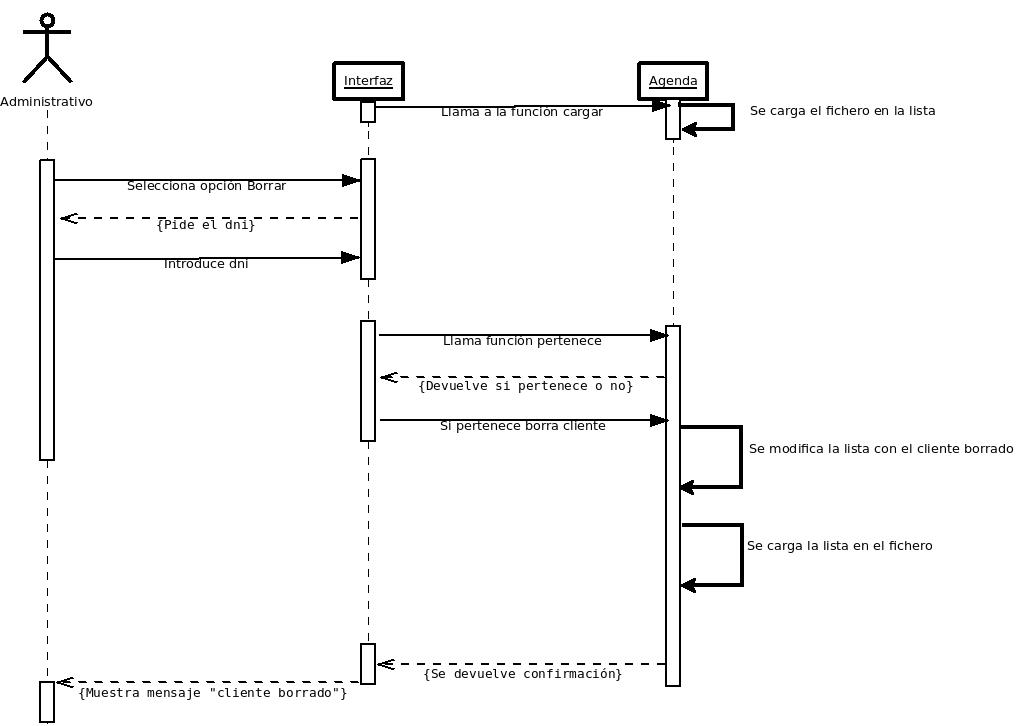 Administrativo
Interfaz
Agenda
Llama a la función cargar
Se carga el fichero en la lista
Selecciona opción Borrar
{Pide el dni}
Introduce dni
Llama función pertenece
{Devuelve si pertenece o no}
Si pertenece borra cliente
Se modifica la lista con el cliente borrado
Se carga la lista en el fichero
{Se devuelve confirmación}
{Muestra mensaje "cliente borrado"}